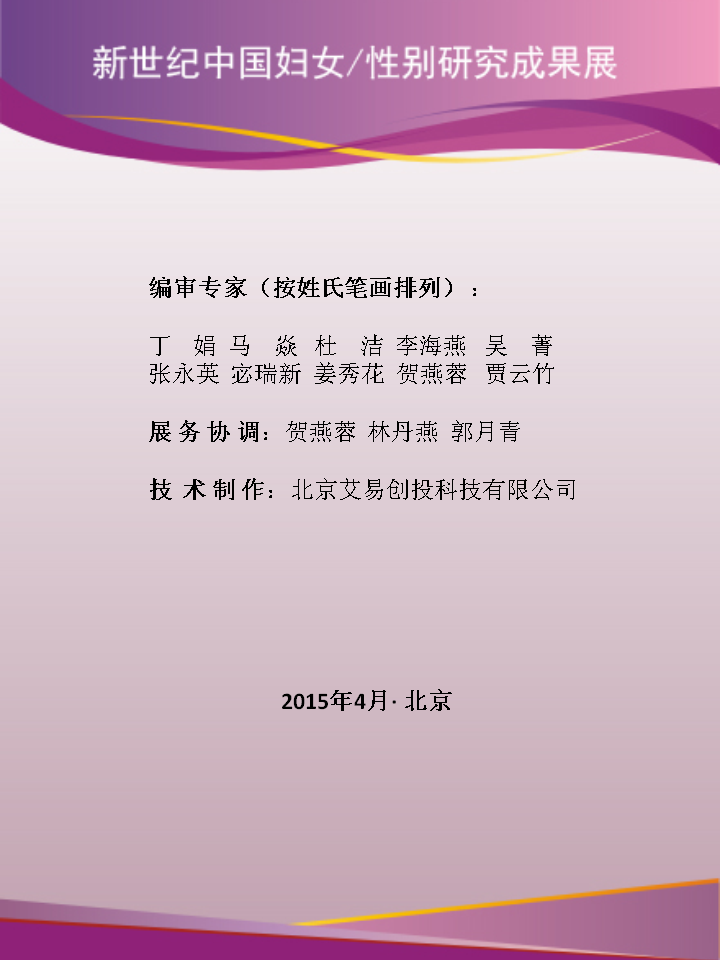 新世纪中国妇女/性别研究成果展
编审专家（按姓氏笔画排列）：
丁 娟 马 焱 杜 洁 李海燕 吴 菁
张永英 宓瑞新 姜秀花 贺燕蓉 贾云竹
展务协调：贺燕蓉 林丹燕 郭月青
技术制作：北京艾易创投科技有限公司
2015年4月· 北京